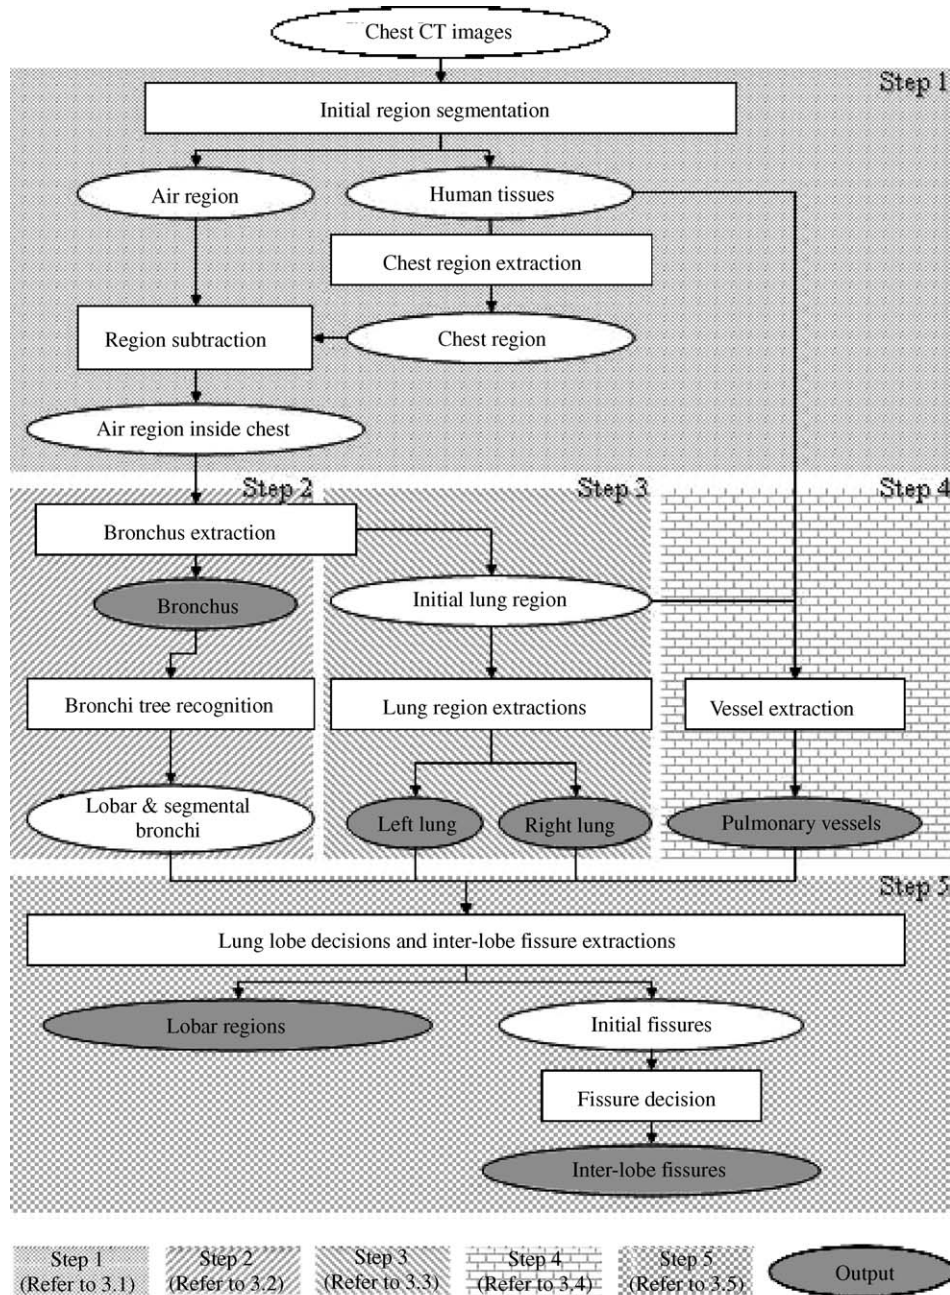 Chest CT images
Step 1
Initial region segmentation
Air region
Human tissues
Chest region extraction
Region subtraction
Chest region
Air region inside chest
Step 2
Step 3
Step 4
Bronchus extraction
Bronchus
Initial lung region
Bronchi tree recognition
Lung region extractions
Vessel extraction
Lobar & segmental
bronchi
Left lung
Right lung
Pulmonary vessels
Step 5
Lung lobe decisions and inter-lobe fissure extractions
Lobar regions
Initial fissures
Fissure decision
Inter-lobe fissures
Step 1
(Refer to 3.1)
Step 2
(Refer to 3.2)
Step 3
(Refer to 3.3)
Step 4
(Refer to 3.4)
Step 5
(Refer to 3.5)
Output